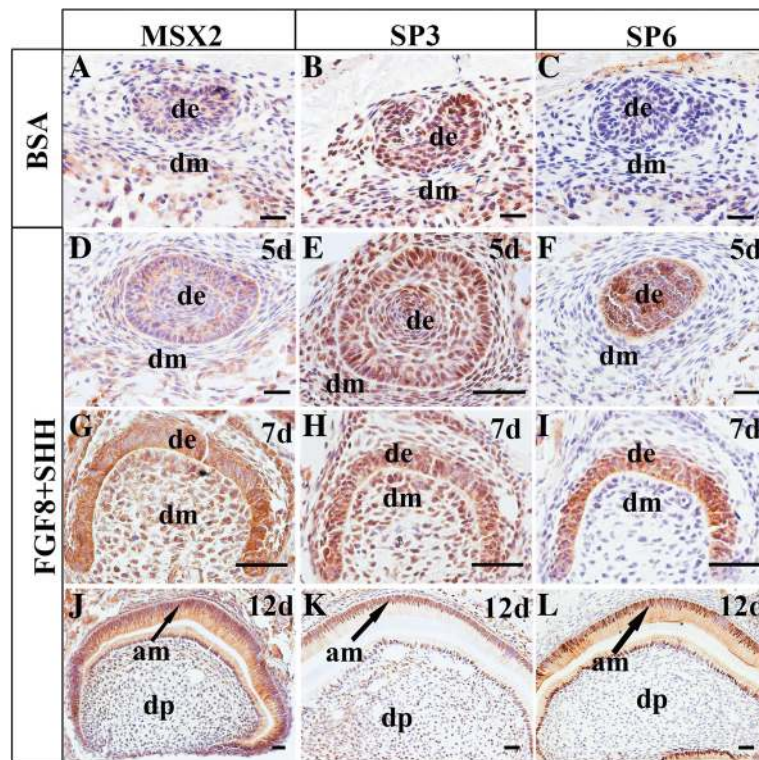 MSX2 SP3 SP6
BSA
A B C
de de de
dm dm dm
FGF8+SHH
D 5d E 5d F 5d
de de de
dm dm dm
G 7d H 7d I 7d
de de de
dm dm dm
J 12d K 12d L 12d
am am
dp dp dp